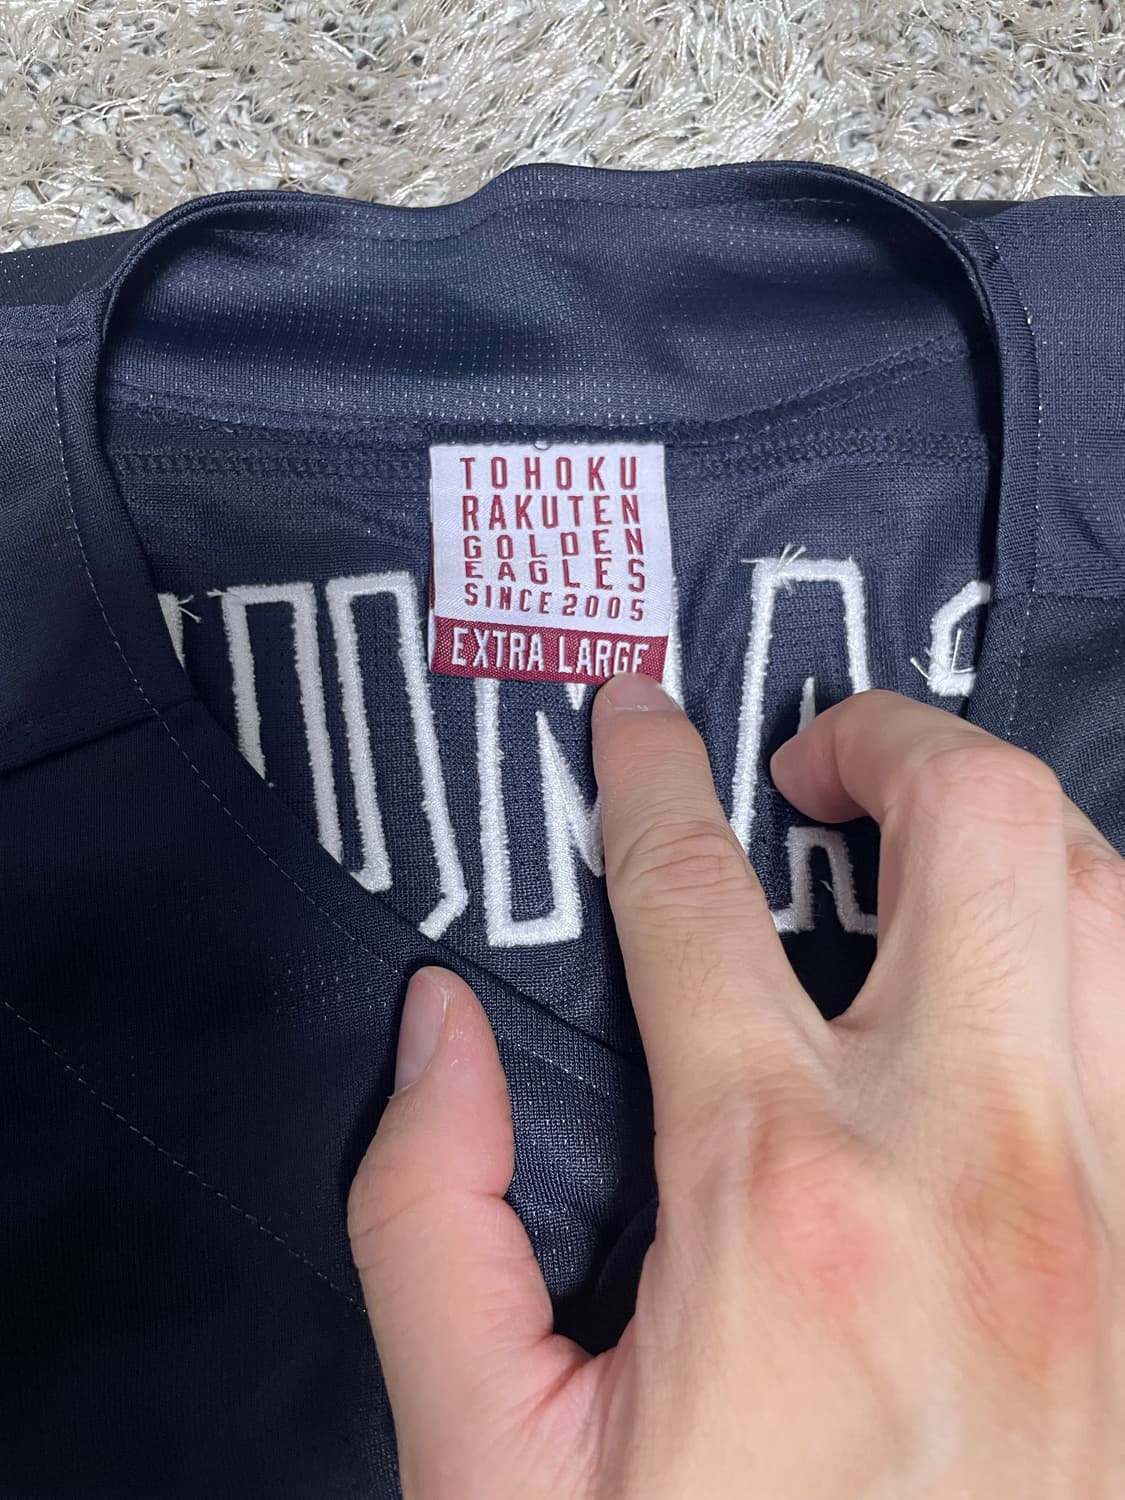 TOHOKU
RAKUTEN
GOLDEN
EAGLES
SINCE 2005
EXTRA LARGE